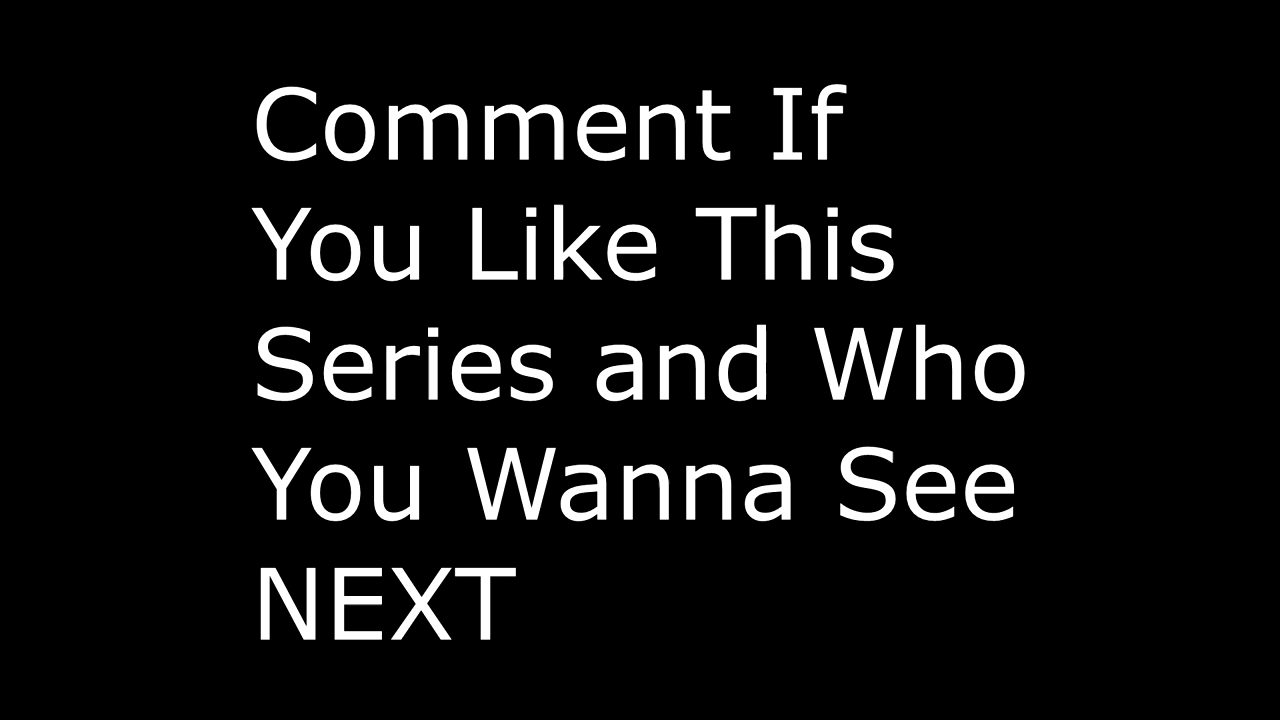 Comment If
You Like This
Series and Who
You Wanna See
NEXT